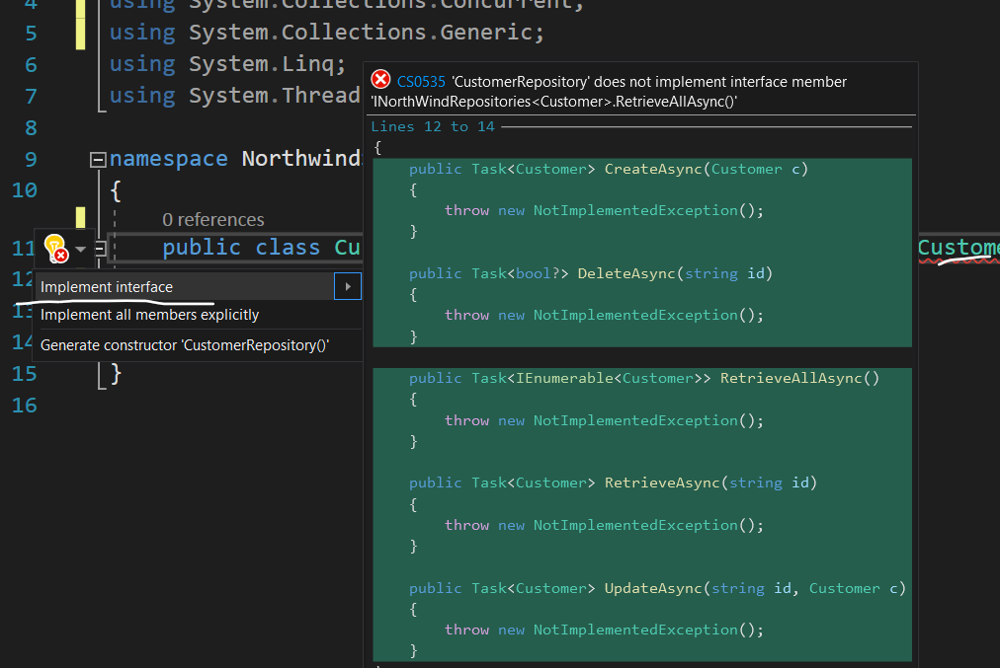 4 using System.Collections.Concurrent;
5 using System.Collections.Generic;
6 using System.Linq;
7 using System.Thread
8
9 namespace Northwind
10 {
0 references
11 public class Cu
Custome
12
13
14
15 }
16
Implement interface
Implement all members explicitly
Generate constructor 'CustomerRepository()'
CS0535 'CustomerRepository' does not implement interface member
'INorthWindRepositories<Customer>.RetrieveAllAsync()'
Lines 12 to 14
{
public Task<Customer> CreateAsync(Customer c)
{
throw new NotImplementedException();
}
public Task<bool?> DeleteAsync(string id)
{
throw new NotImplementedException();
}
public Task<IEnumerable<Customer>> RetrieveAllAsync()
{
throw new NotImplementedException();
}
public Task<Customer> RetrieveAsync(string id)
{
throw new NotImplementedException();
}
public Task<Customer> UpdateAsync(string id, Customer c)
{
throw new NotImplementedException();
}